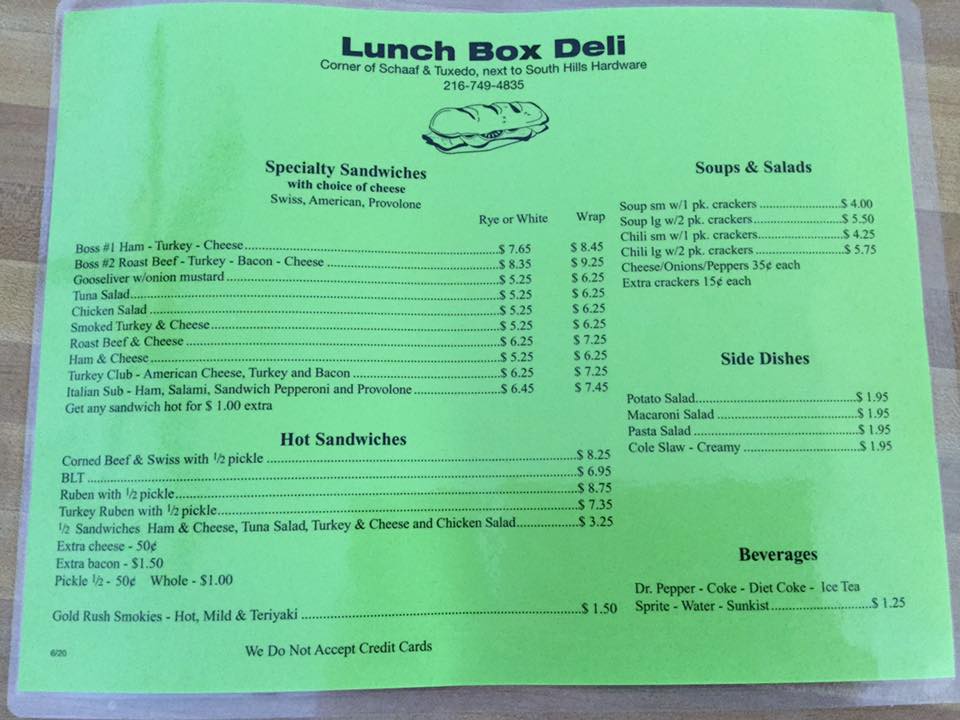 Lunch Box Deli
Corner of Schaaf & Tuxedo, next to South Hills Hardware
216-749-4835
Specialty Sandwiches
with choice of cheese
Swiss, American, Provolone
Rye or White Wrap
Boss #1 Ham - Turkey - Cheese $ 7.65 $ 8.45
Boss #2 Roast Beef - Turkey - Bacon - Cheese $ 8.35 $ 9.25
Gooseliver w/onion mustard $ 5.25 $ 6.25
Tuna Salad $ 5.25 $ 6.25
Chicken Salad $ 5.25 $ 6.25
Smoked Turkey & Cheese $ 5.25 $ 6.25
Roast Beef & Cheese $ 6.25 $ 7.25
Ham & Cheese $ 5.25 $ 6.25
Turkey Club - American Cheese, Turkey and Bacon $ 6.25 $ 7.25
Italian Sub - Ham, Salami, Sandwich Pepperoni and Provolone $ 6.45 $ 7.45
Get any sandwich hot for $ 1.00 extra
Hot Sandwiches
Corned Beef & Swiss with 1/2 pickle $ 8.25
BLT $ 6.95
Ruben with 1/2 pickle $ 8.75
Turkey Ruben with 1/2 pickle $ 7.35
1/2 Sandwiches Ham & Cheese, Tuna Salad, Turkey & Cheese and Chicken Salad $ 3.25
Extra cheese - 50¢
Extra bacon - $1.50
Pickle 1/2 - 50¢ Whole - $1.00
Gold Rush Smokies - Hot, Mild & Teriyaki $ 1.50
Soups & Salads
Soup sm w/1 pk. crackers $ 4.00
Soup lg w/2 pk. crackers $ 5.50
Chili sm w/1 pk. crackers $ 4.25
Chili lg w/2 pk. crackers $ 5.75
Cheese/Onions/Peppers 35¢ each
Extra crackers 15¢ each
Side Dishes
Potato Salad $ 1.95
Macaroni Salad $ 1.95
Pasta Salad $ 1.95
Cole Slaw - Creamy $ 1.95
Beverages
Dr. Pepper - Coke - Diet Coke - Ice Tea
Sprite - Water - Sunkist $ 1.25
6/20
We Do Not Accept Credit Cards